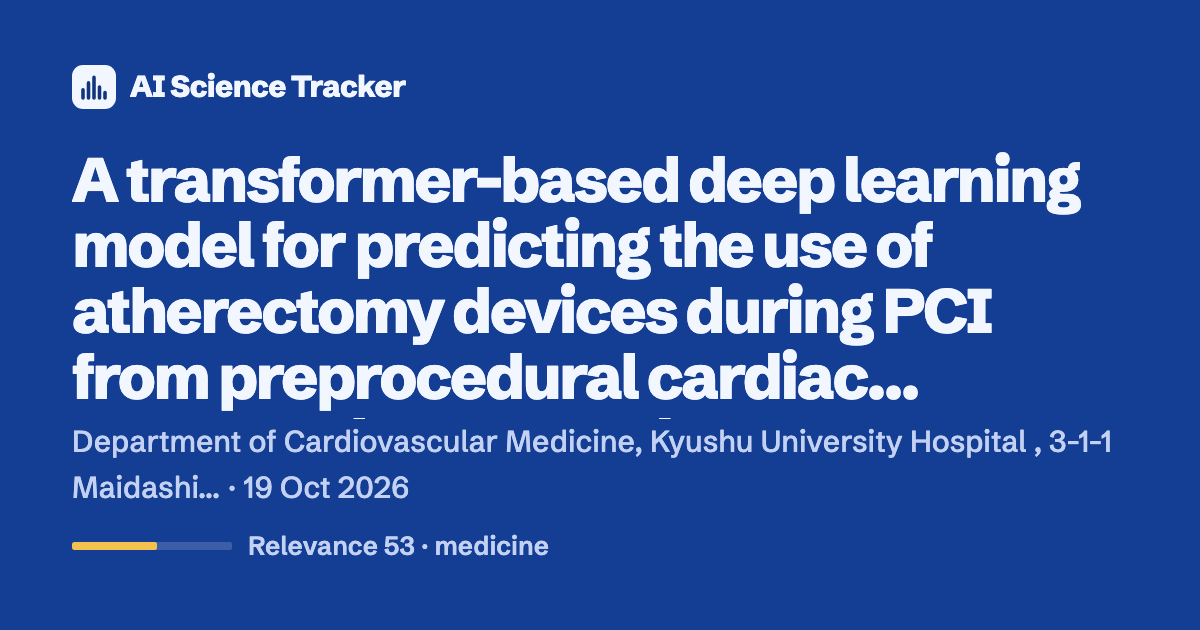 AI Science Tracker
A transformer-based deep learning
model for predicting the use of
atherectomy devices during PCI
from preprocedural cardiac...
Department of Cardiovascular Medicine, Kyushu University Hospital , 3-1-1
Maidashi... · 19 Oct 2026
Relevance 53 · medicine